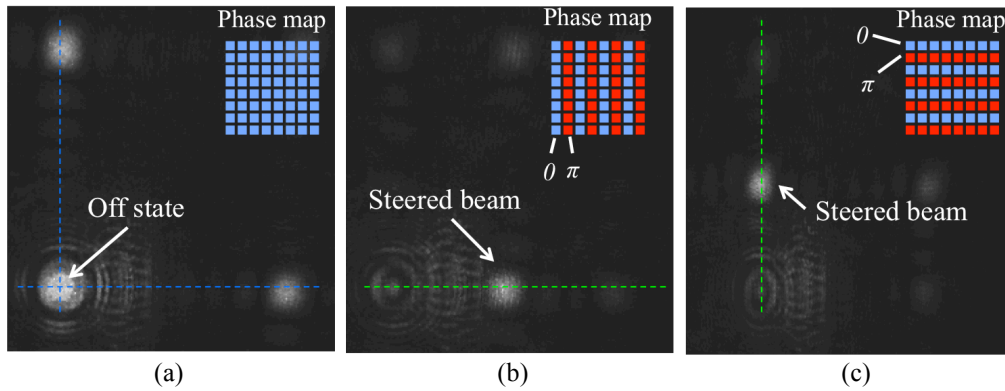 Phase map
Off state
(a)
Phase map
0 π
Steered beam
(b)
Phase map
0
π
Steered beam
(c)